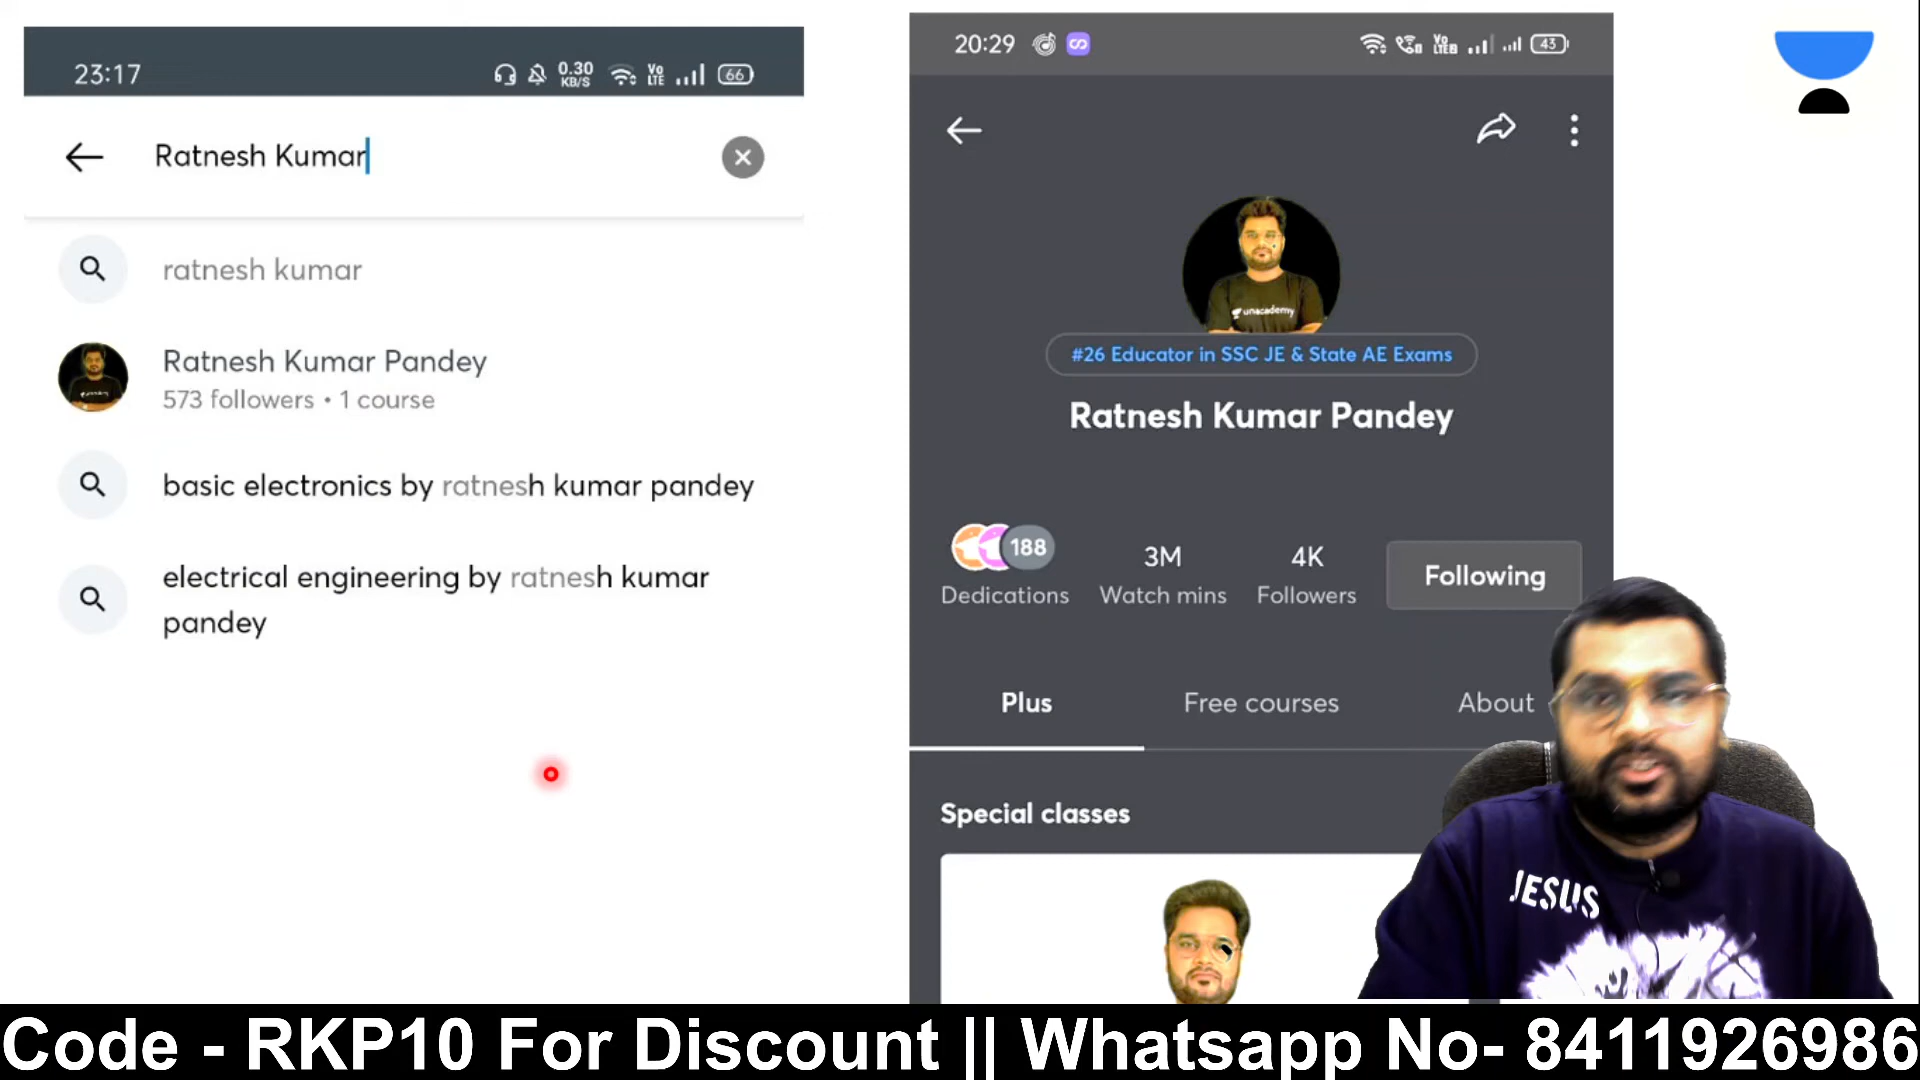 23:17
0.30
KB/S
Vo
LTE
66
Ratnesh Kumar
ratnesh kumar
Ratnesh Kumar Pandey
573 followers • 1 course
basic electronics by ratnesh kumar pandey
electrical engineering by ratnesh kumar
pandey
20:29
43
unacademy
#26 Educator in SSC JE & State AE Exams
Ratnesh Kumar Pandey
188
Dedications
3M
Watch mins
4K
Followers
Following
Plus
Free courses
About
Special classes
JESUS
Code - RKP10 For Discount || Whatsapp No- 8411926986